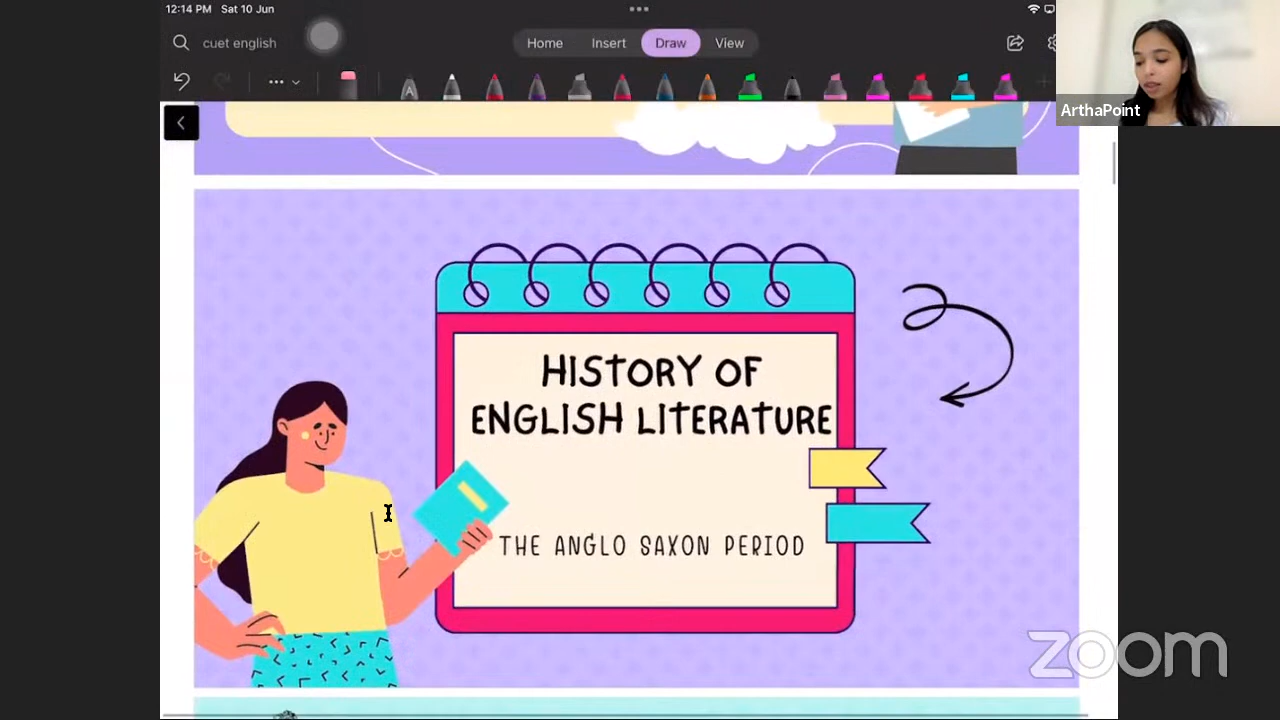 12:14 PM Sat 10 Jun
cuet english
Home Insert Draw View
ArthaPoint
HISTORY OF
ENGLISH LITERATURE
THE ANGLO SAXON PERIOD
zoom